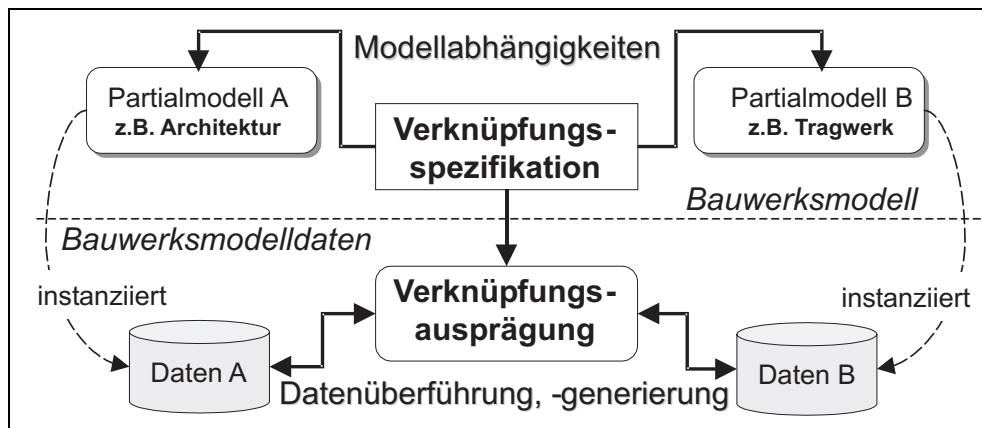 Modellabhängigkeiten
Partialmodell A
z.B. Architektur
Partialmodell B
z.B. Tragwerk
Verknüpfungs-
spezifikation
Bauwerksmodell
Bauwerksmodelldaten
instanziiert
Verknüpfungs-
ausprägung
instanziiert
Daten A
Daten B
Datenüberführung, -generierung